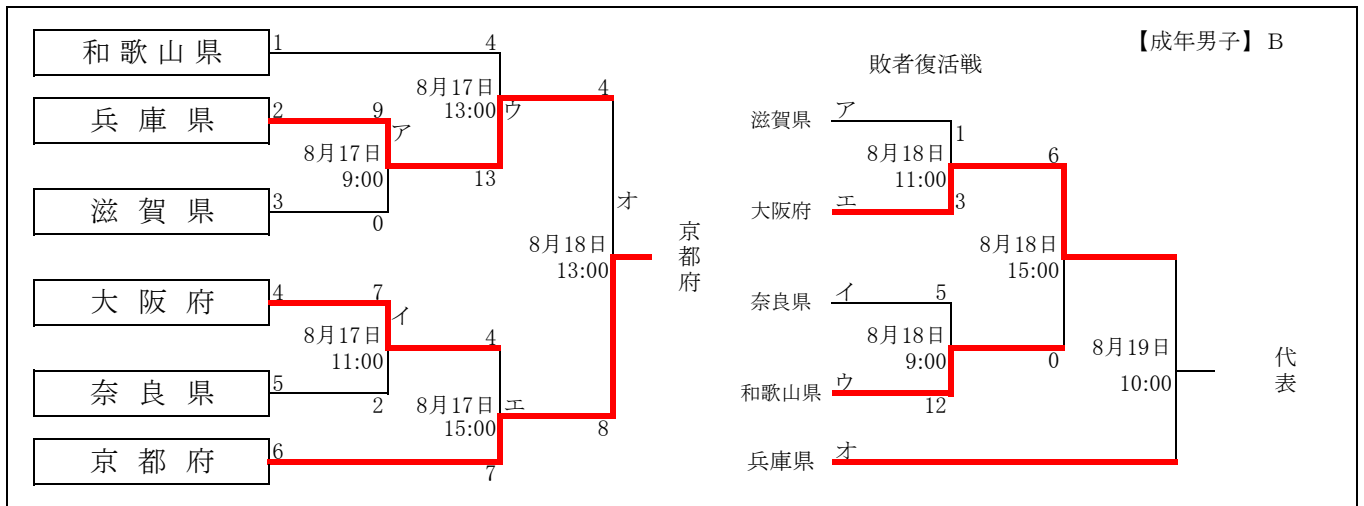 【成年男子】B
和歌山県
1
4
8月17日
13:00
ウ
4
兵庫県
2
9
ア
8月17日
9:00
13
滋賀県
3
0
オ
8月18日
13:00
京都府
大阪府
4
7
イ
8月17日
11:00
4
奈良県
5
2
8月17日
15:00
エ
8
京都府
6
7
敗者復活戦
滋賀県
ア
1
8月18日
11:00
6
大阪府
エ
3
8月18日
15:00
奈良県
イ
5
8月18日
9:00
0
和歌山県
ウ
12
8月19日
10:00
代表
兵庫県
オ